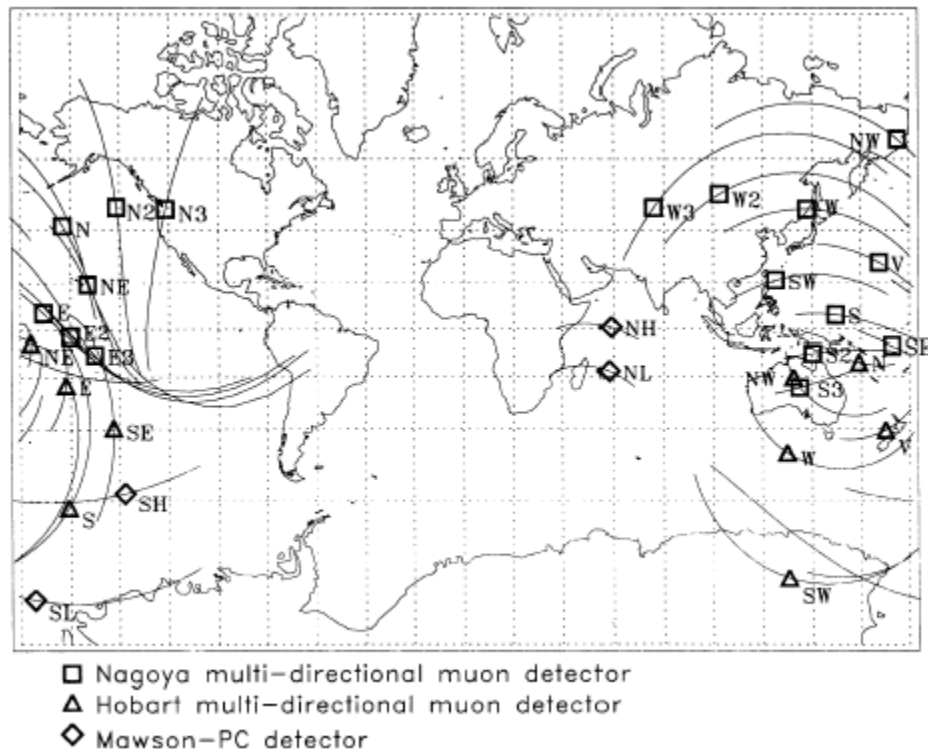 NW
N2
N3
W3
W2
W
N
V
NE
SW
E
NH
S
E2
NE
E3
S2
SE
N
E
NL
NW
S3
SE
V
W
SH
S
SW
SL
Nagoya multi-directional muon detector
Hobart multi-directional muon detector
Mawson-PC detector